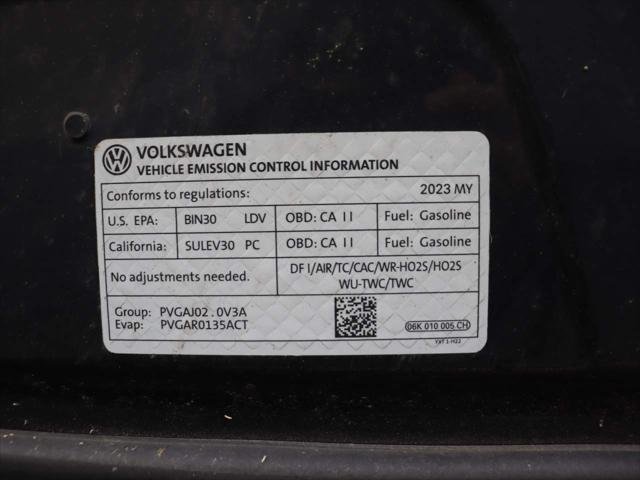 VOLKSWAGEN
VEHICLE EMISSION CONTROL INFORMATION
Conforms to regulations: 2023 MY
U.S. EPA: BIN30 LDV OBD: CA II Fuel: Gasoline
California: SULEV30 PC OBD: CA II Fuel: Gasoline
No adjustments needed. DF I/AIR/TC/CAC/WR-HO2S/HO2S
WU-TWC/TWC
Group: PVGAJ02.0V3A
Evap: PVGAR0135ACT
06K 010 005 CH